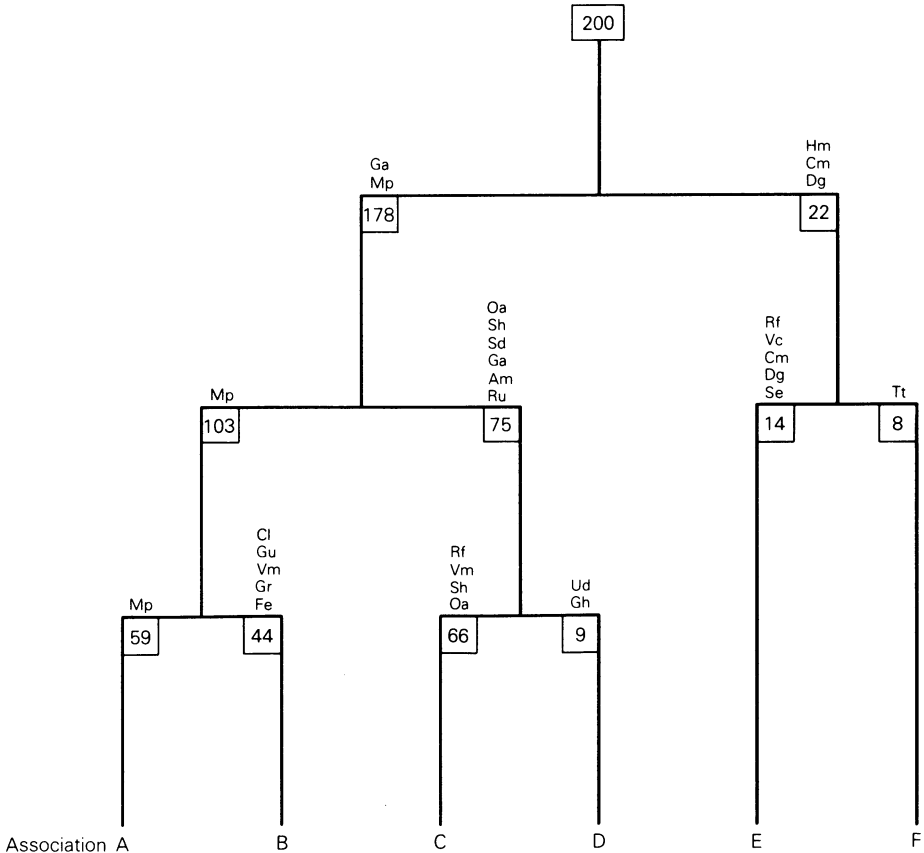 200
Ga
Mp
178
Hm
Cm
Dg
22
Mp
103
Oa
Sh
Sd
Ga
Am
Ru
75
Rf
Vc
Cm
Dg
Se
14
Tt
8
Mp
59
Cl
Gu
Vm
Gr
Fe
44
Rf
Vm
Sh
Oa
66
Ud
Gh
9
Association A B C D E F